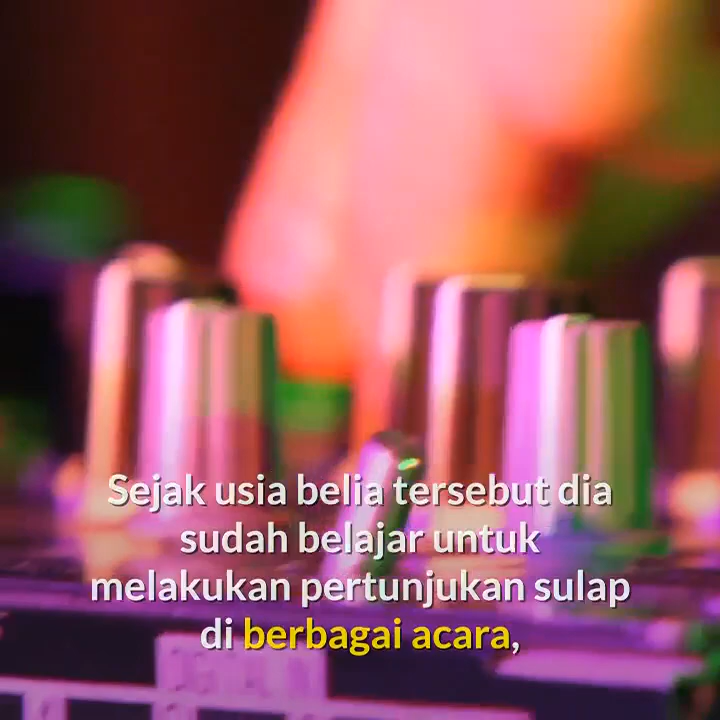 Sejak usia belia tersebut dia
sudah belajar untuk
melakukan pertunjukan sulap
di berbagai acara,